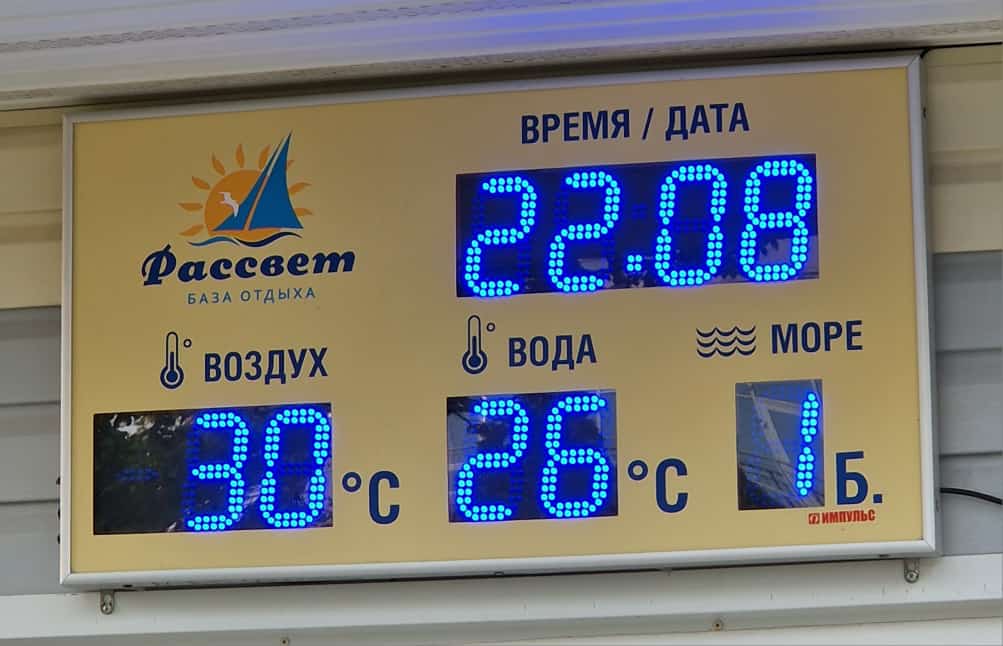 ВРЕМЯ / ДАТА
22.08
Рассвет
БАЗА ОТДЫХА
ВОЗДУХ
30 °C
ВОДА
26 °C
МОРЕ
1 Б.
ИМПУЛЬС